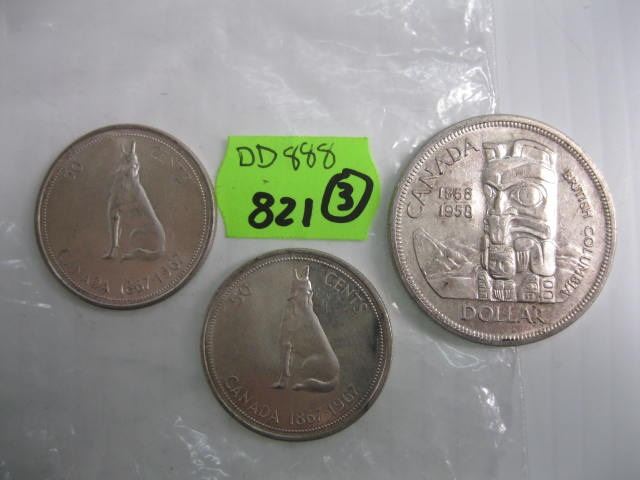 50 CENTS
CANADA 1867-1967
DD888
821 3
50 CENTS
CANADA 1867-1967
CANADA
1858
1958
BRITISH COLUMBIA
DOLLAR